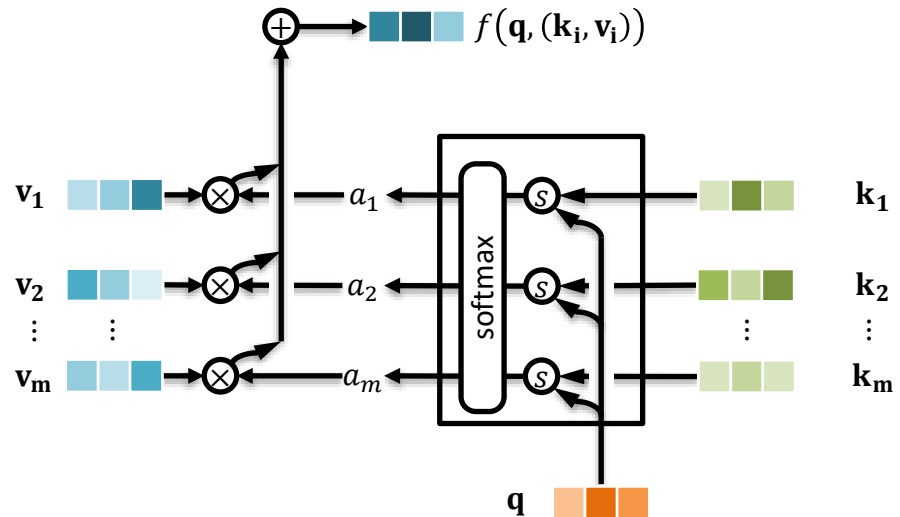 + f(q, (kᵢ, vᵢ))
v₁ × a₁ s k₁
v₂ × a₂ softmax s k₂
⋮ ⋮ ⋮ ⋮
vₘ × aₘ s kₘ
q